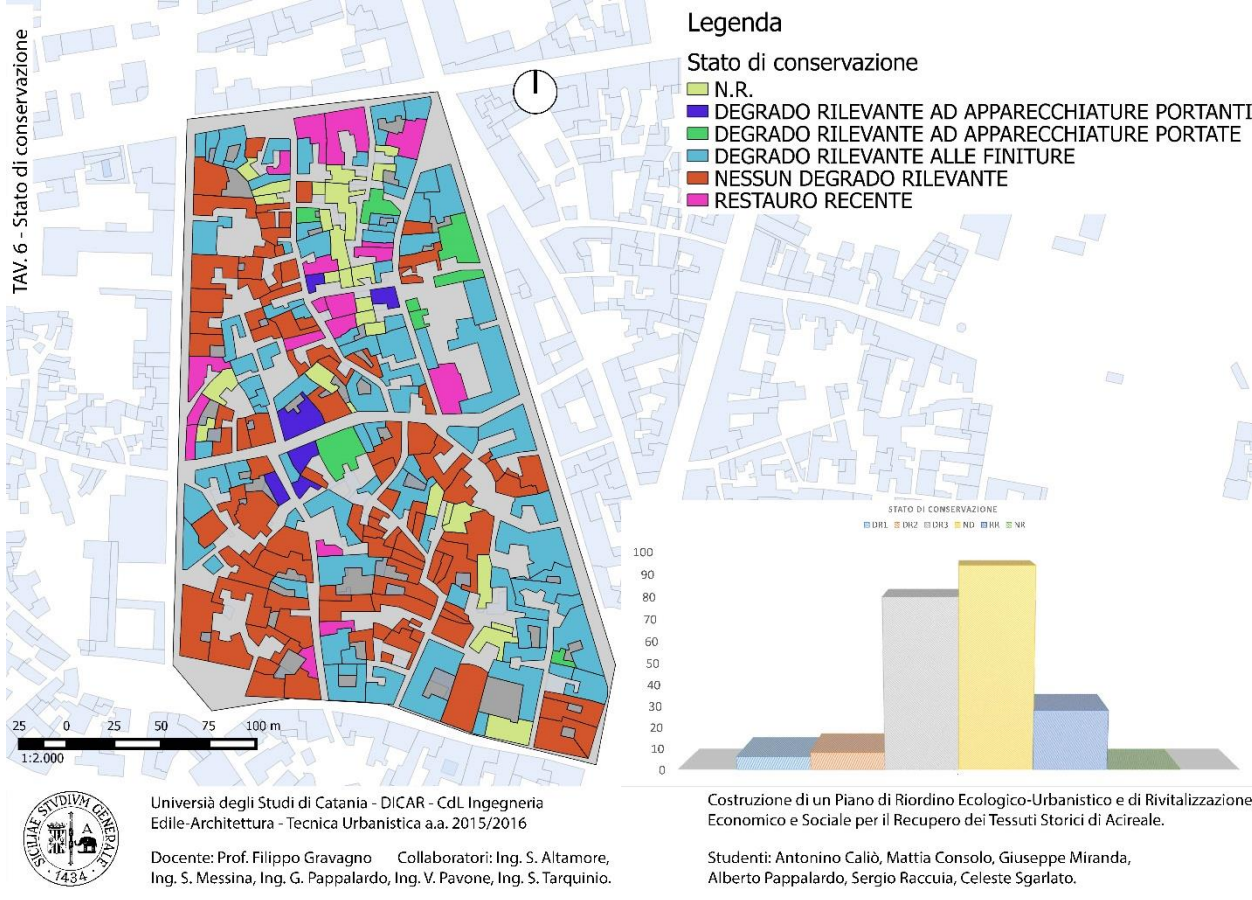 TAV. 6 - Stato di conservazione
Legenda
Stato di conservazione
N.R.
DEGRADO RILEVANTE AD APPARECCHIATURE PORTANTI
DEGRADO RILEVANTE AD APPARECCHIATURE PORTATE
DEGRADO RILEVANTE ALLE FINITURE
NESSUN DEGRADO RILEVANTE
RESTAURO RECENTE
STATO DI CONSERVAZIONE
DR1 DR2 DR3 ND RR NR
100
90
80
70
60
50
40
30
20
10
0
25 0 25 50 75 100 m
1:2.000
SICILIAE STVDIVM GENERALE
· 1434 ·
A
Universià degli Studi di Catania - DICAR - CdL Ingegneria
Edile-Architettura - Tecnica Urbanistica a.a. 2015/2016
Docente: Prof. Filippo Gravagno Collaboratori: Ing. S. Altamore,
Ing. S. Messina, Ing. G. Pappalardo, Ing. V. Pavone, Ing. S. Tarquinio.
Costruzione di un Piano di Riordino Ecologico-Urbanistico e di Rivitalizzazione
Economico e Sociale per il Recupero dei Tessuti Storici di Acireale.
Studenti: Antonino Caliò, Mattia Consolo, Giuseppe Miranda,
Alberto Pappalardo, Sergio Raccuia, Celeste Sgarlato.